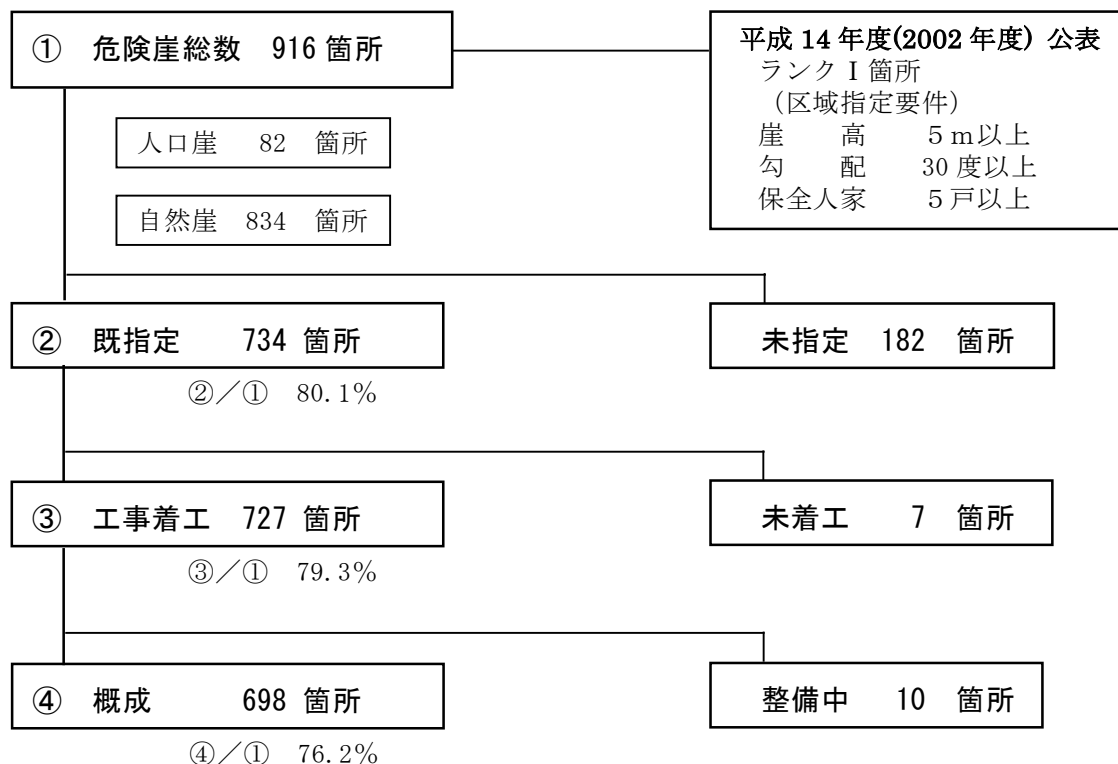 ① 危険崖総数 916 箇所
平成 14 年度(2002 年度) 公表
ランクⅠ箇所
(区域指定要件)
崖 高 5m以上
勾 配 30 度以上
保全人家 5戸以上
人口崖 82 箇所
自然崖 834 箇所
② 既指定 734 箇所
未指定 182 箇所
②/① 80.1%
③ 工事着工 727 箇所
未着工 7 箇所
③/① 79.3%
④ 概成 698 箇所
整備中 10 箇所
④/① 76.2%